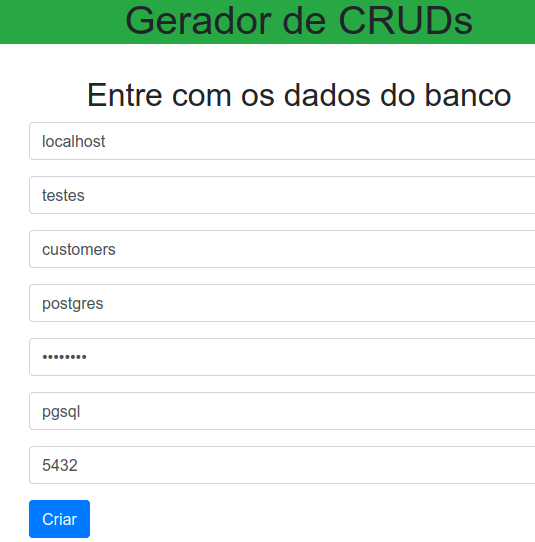 Gerador de CRUDs
Entre com os dados do banco
localhost
testes
customers
postgres
••••••••
pgsql
5432
Criar